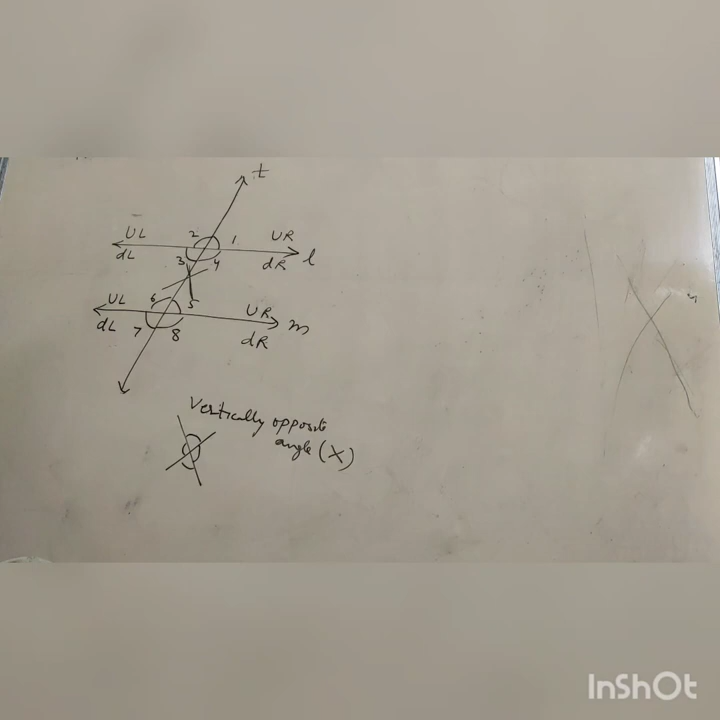 t
UL 2 1 UR
dL 3 4 dR l
UL 6 5 UR
dL 7 8 dR m
Vertically opposite
angle (X)
InShOt